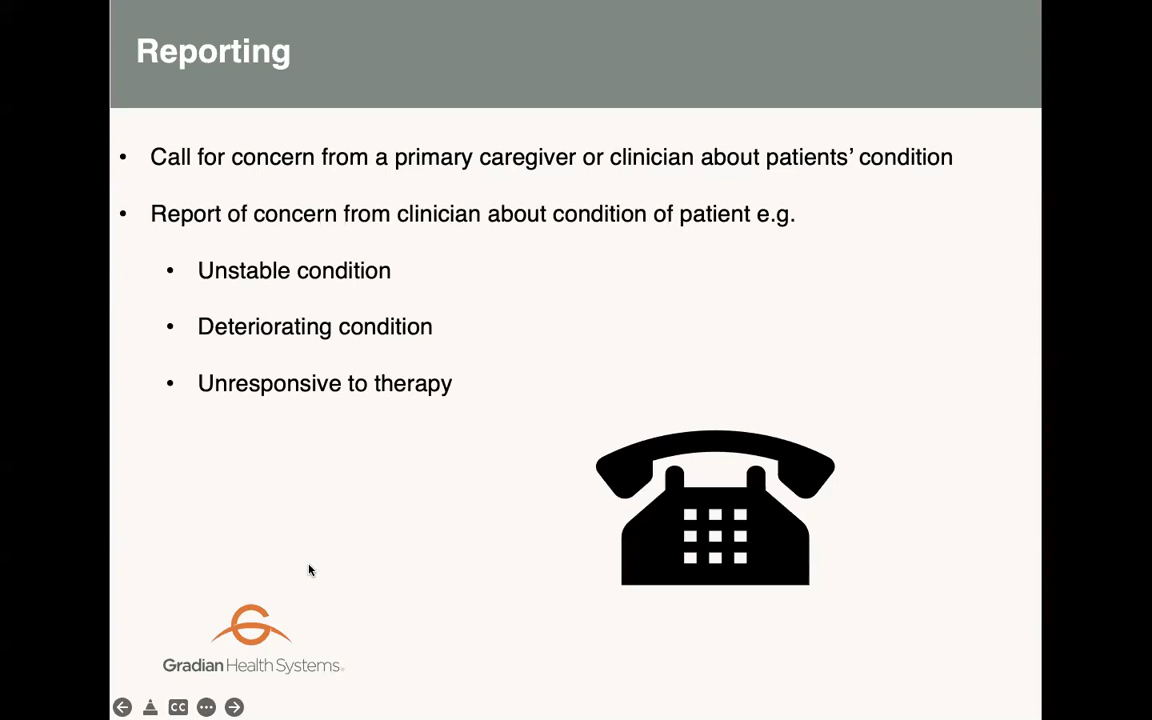 Reporting
• Call for concern from a primary caregiver or clinician about patients’ condition
• Report of concern from clinician about condition of patient e.g.
• Unstable condition
• Deteriorating condition
• Unresponsive to therapy
Gradian Health Systems
CC